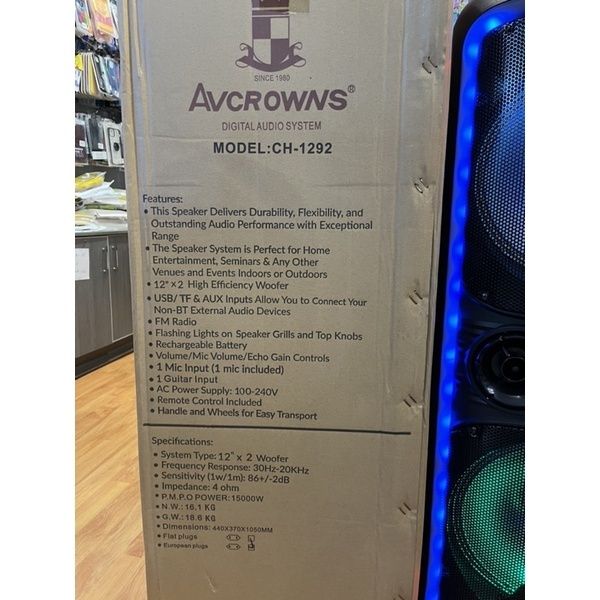 SINCE 1980
AVCROWNS®
DIGITAL AUDIO SYSTEM
MODEL:CH-1292
Features:
• This Speaker Delivers Durability, Flexibility, and
Outstanding Audio Performance with Exceptional
Range
• The Speaker System is Perfect for Home
Entertainment, Seminars & Any Other
Venues and Events Indoors or Outdoors
• 12" × 2 High Efficiency Woofer
• USB/ TF & AUX Inputs Allow You to Connect Your
Non-BT External Audio Devices
• FM Radio
• Flashing Lights on Speaker Grills and Top Knobs
• Rechargeable Battery
• Volume/Mic Volume/Echo Gain Controls
• 1 Mic Input (1 mic included)
• 1 Guitar Input
• AC Power Supply: 100-240V
• Remote Control Included
• Handle and Wheels for Easy Transport
Specifications:
• System Type: 12" x 2 Woofer
• Frequency Response: 30Hz-20KHz
• Sensitivity (1w/1m): 86+/-2dB
• Impedance: 4 ohm
• P.M.P.O POWER: 15000W
• N.W.: 16.1 KG
• G.W.: 18.6 KG
• Dimensions: 440X370X1050MM
• Flat plugs
• European plugs